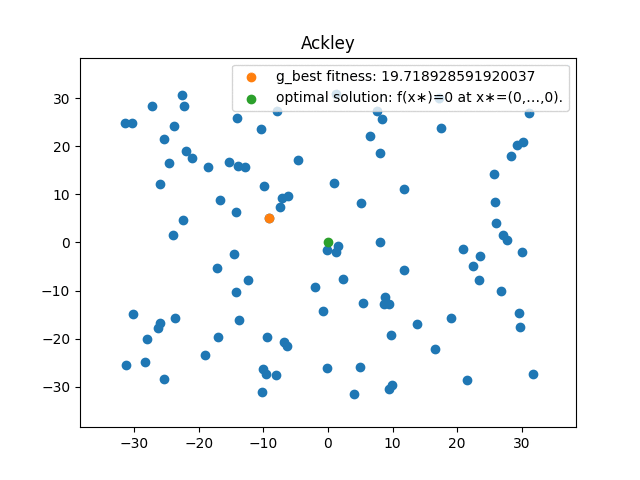 Ackley
g_best fitness: 19.718928591920037
optimal solution: f(x∗)=0 at x∗=(0,...,0).
30
20
10
0
−10
−20
−30
−30 −20 −10 0 10 20 30